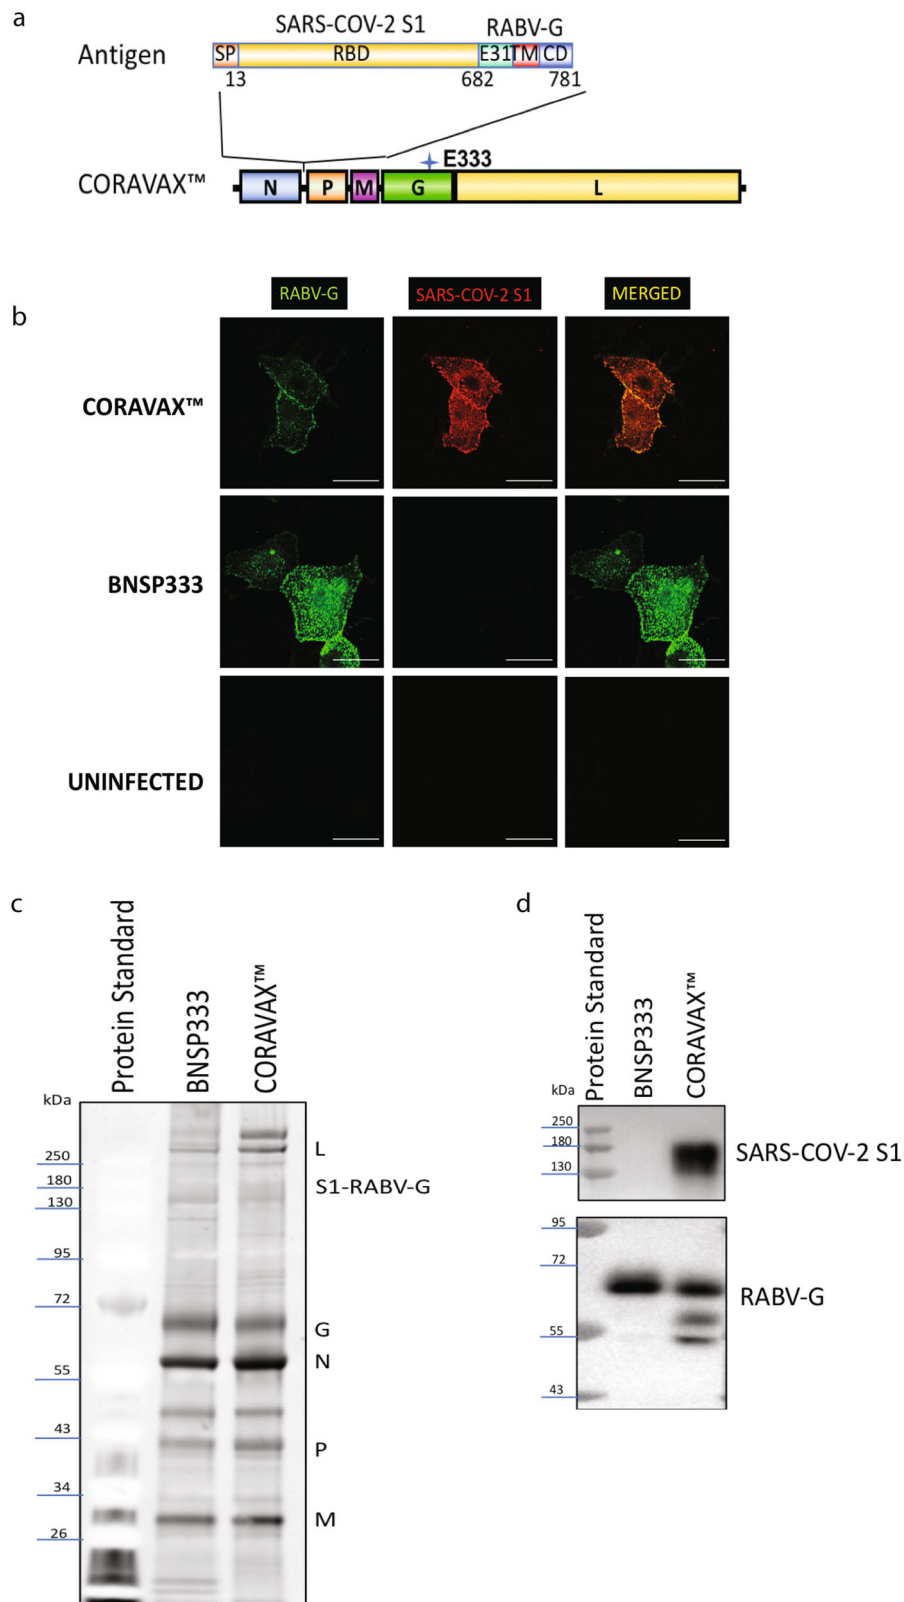 a
SARS-COV-2 S1
RABV-G
Antigen
SP
RBD
E31
TM
CD
13
682
781
E333
CORAVAX™
N
P
M
G
L
b
RABV-G
SARS-COV-2 S1
MERGED
CORAVAX™
BNSP333
UNINFECTED
c
Protein Standard
BNSP333
CORAVAX™
kDa
250
180
130
95
72
55
43
34
26
L
S1-RABV-G
G
N
P
M
d
Protein Standard
BNSP333
CORAVAX™
kDa
250
180
130
SARS-COV-2 S1
95
72
55
43
RABV-G